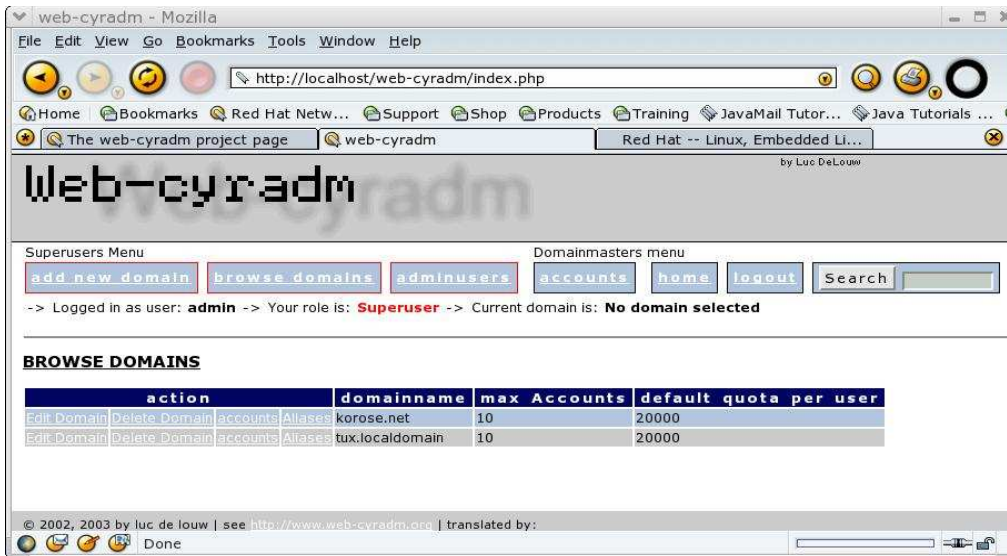 web-cyradm - Mozilla
File Edit View Go Bookmarks Tools Window Help
http://localhost/web-cyradm/index.php
Home Bookmarks Red Hat Netw... Support Shop Products Training JavaMail Tutor... Java Tutorials ...
The web-cyradm project page web-cyradm Red Hat -- Linux, Embedded Li...
by Luc DeLouw
Web-cyradm
Superusers Menu Domainmasters menu
add new domain browse domains adminusers accounts home logout Search
-> Logged in as user: admin -> Your role is: Superuser -> Current domain is: No domain selected
BROWSE DOMAINS
action domainname max Accounts default quota per user
Edit Domain Delete Domain accounts Aliases korose.net 10 20000
Edit Domain Delete Domain accounts Aliases tux.localdomain 10 20000
© 2002, 2003 by luc de louw | see http://www.web-cyradm.org | translated by:
Done